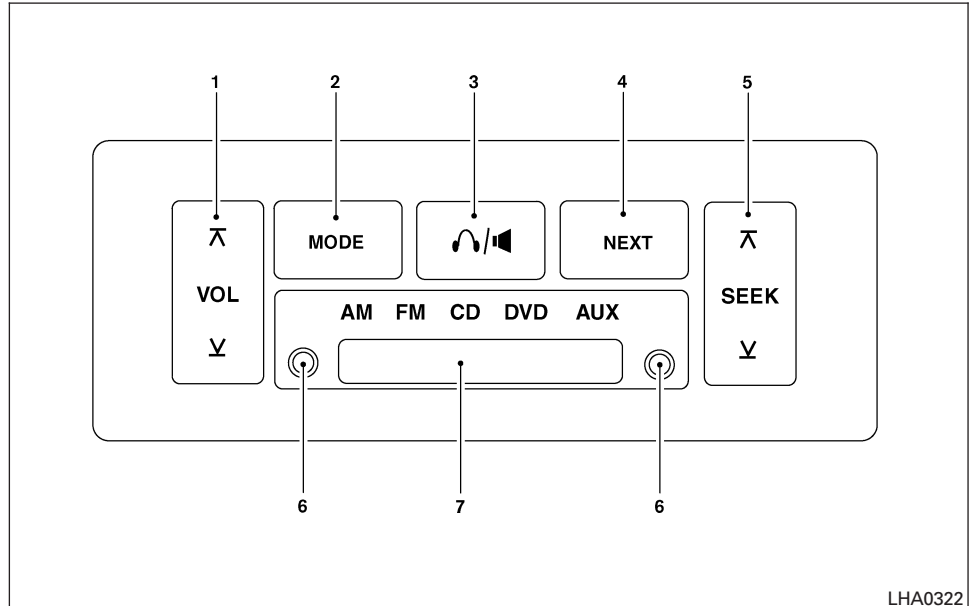 1 2 3 4 5
MODE
/
NEXT
VOL
SEEK
AM FM CD DVD AUX
6 7 6
LHA0322